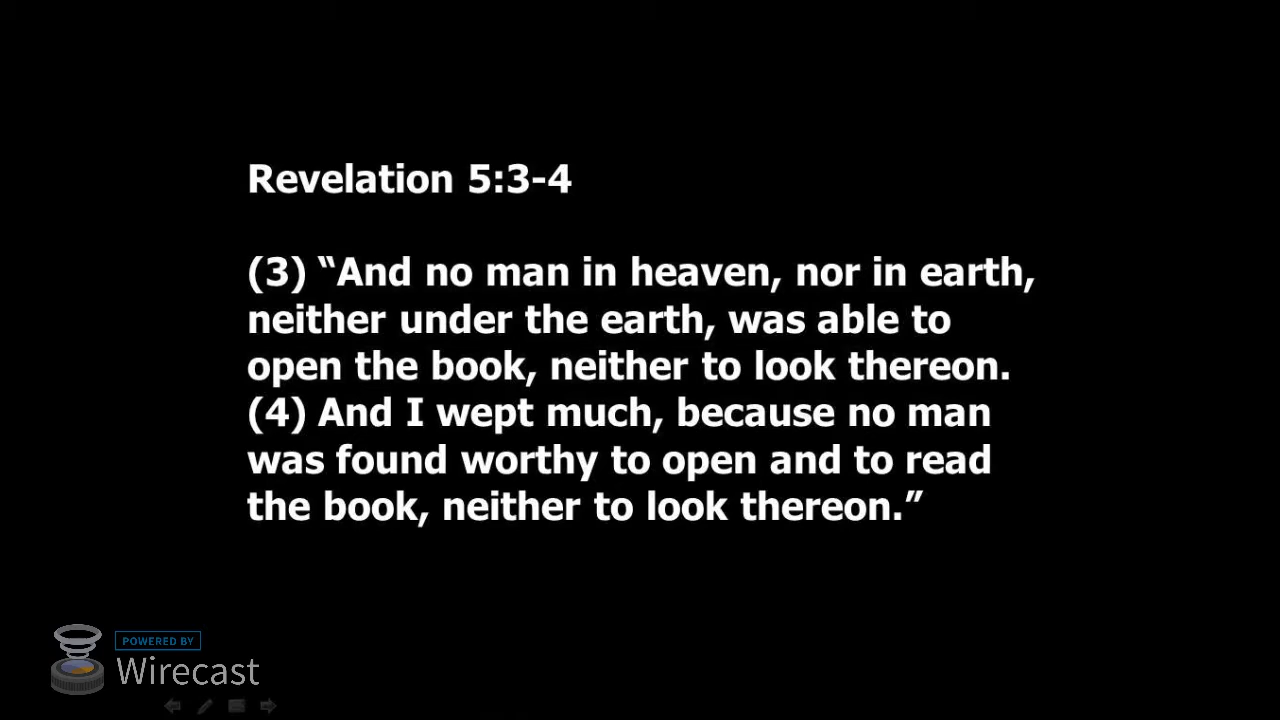 Revelation 5:3-4
(3) “And no man in heaven, nor in earth,
neither under the earth, was able to
open the book, neither to look thereon.
(4) And I wept much, because no man
was found worthy to open and to read
the book, neither to look thereon.”
POWERED BY
Wirecast